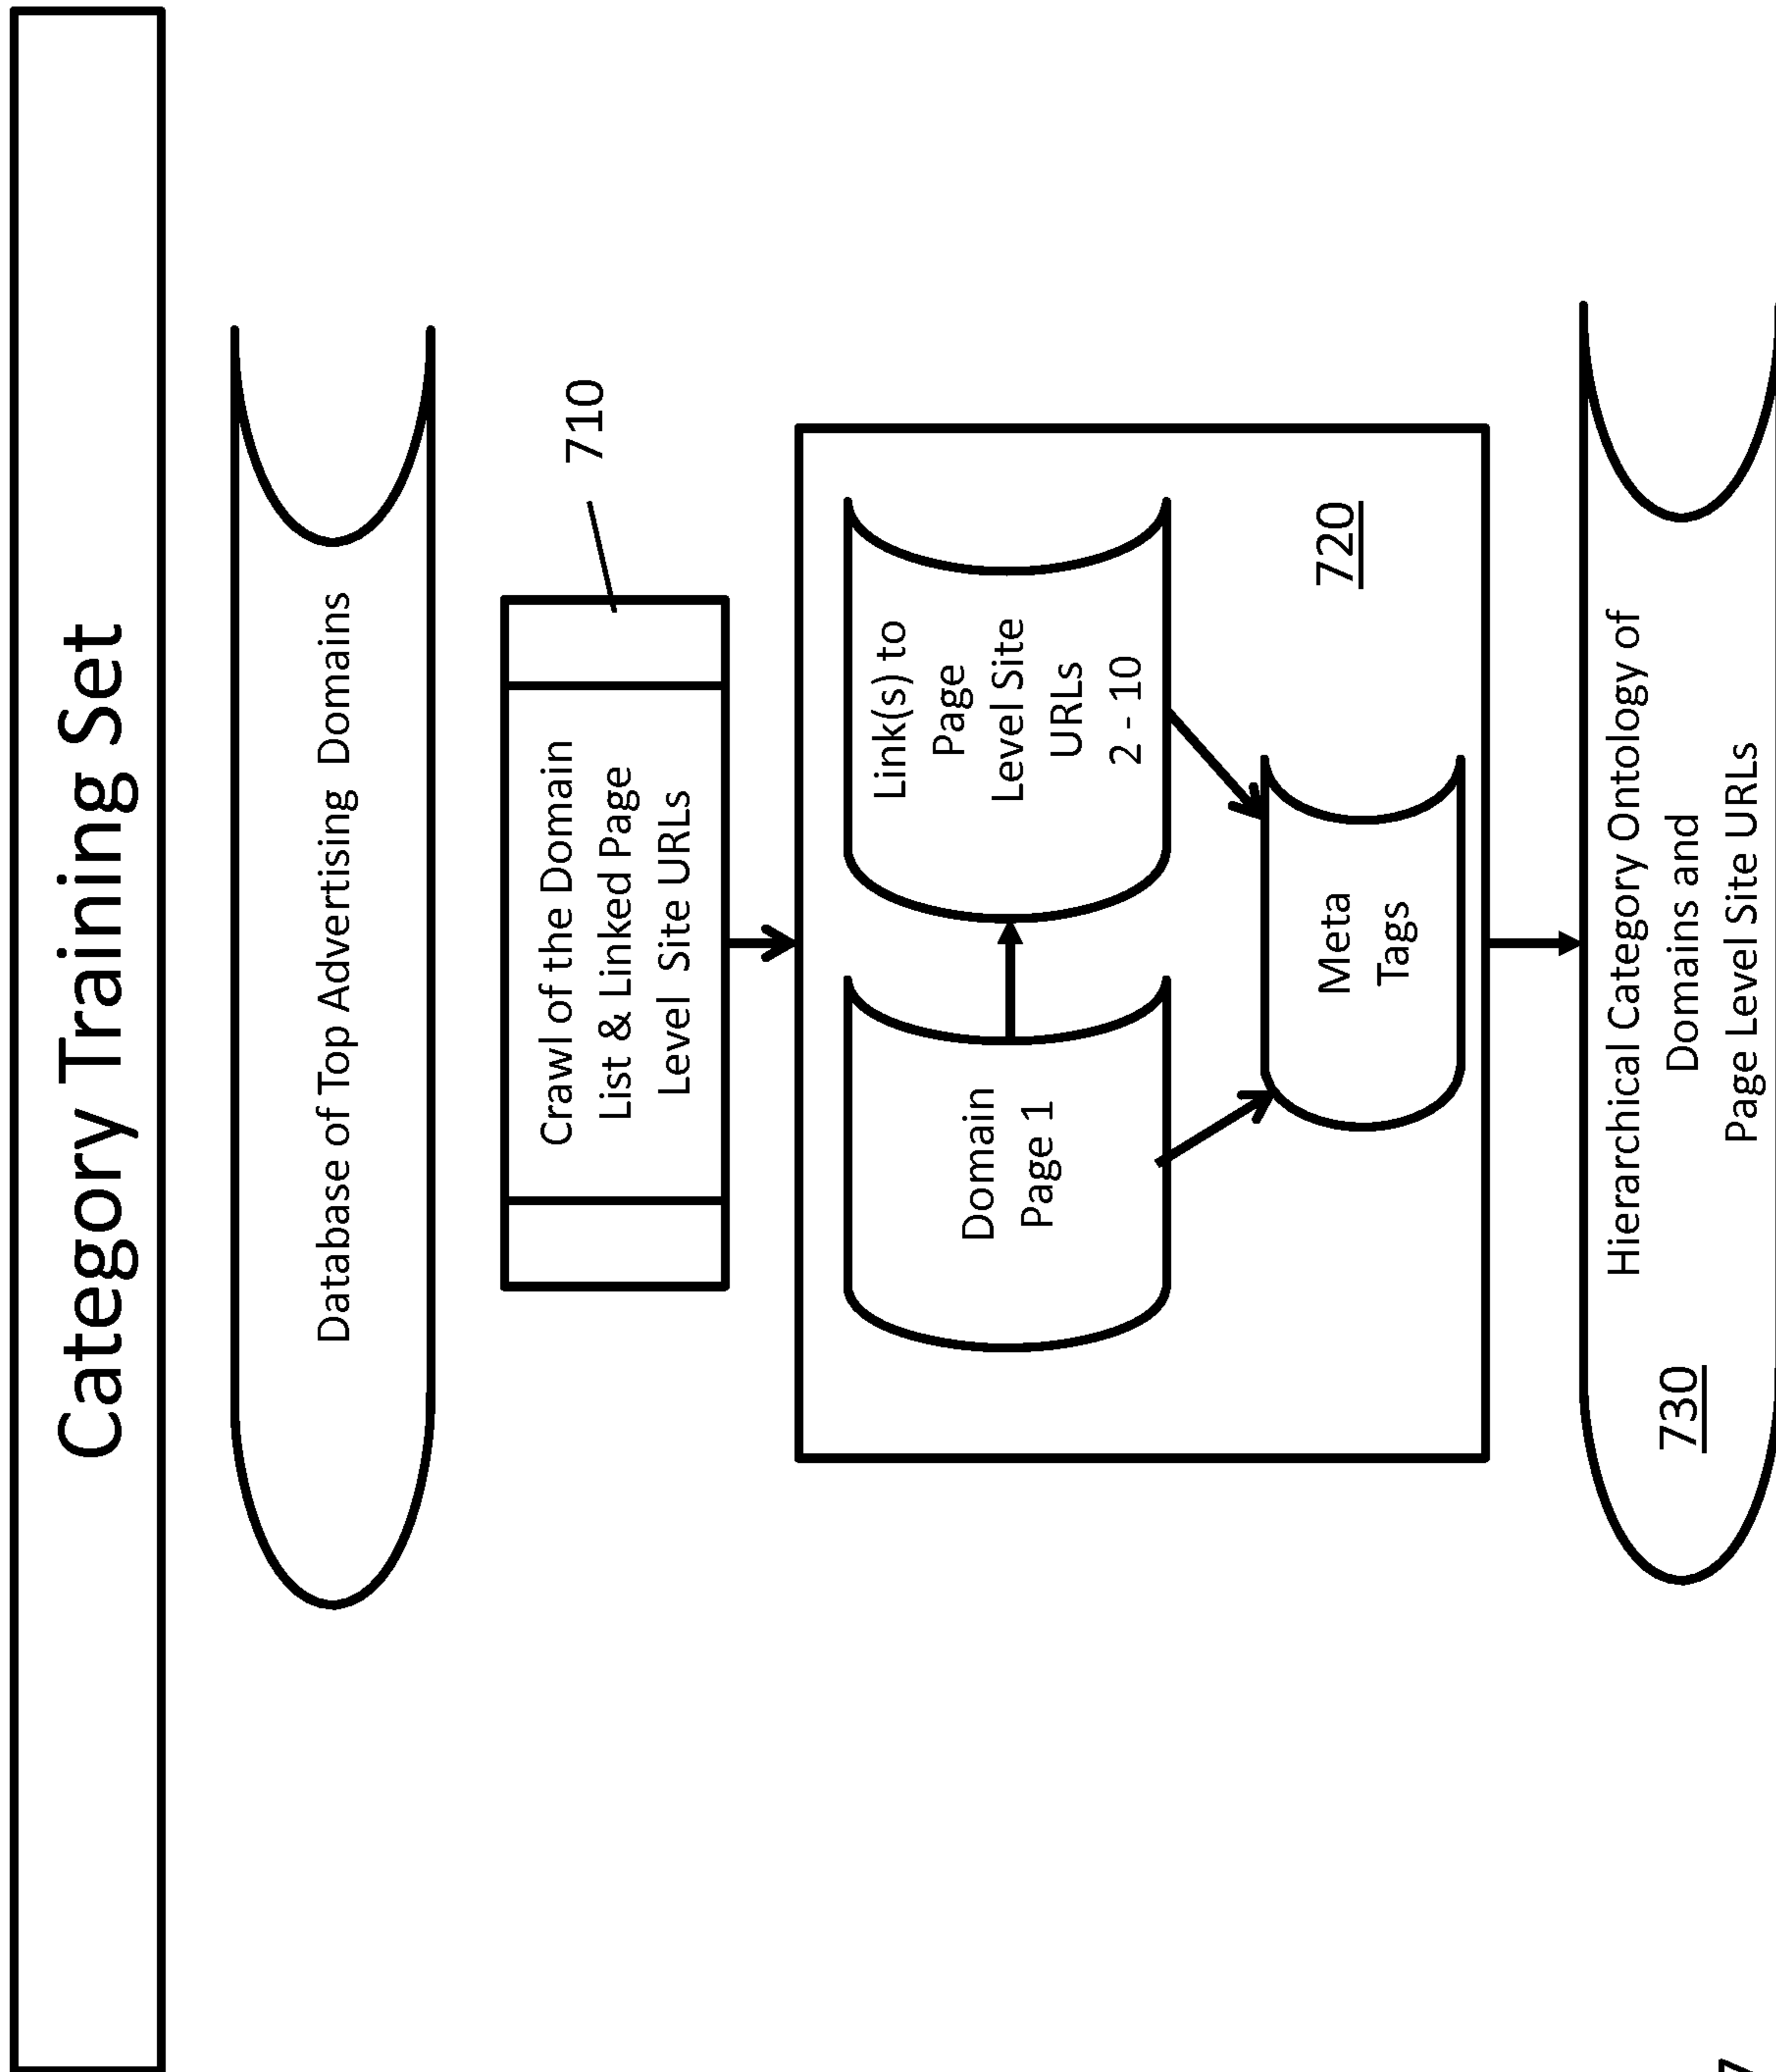 Category Training Set
Database of Top Advertising Domains
Crawl of the Domain
List & Linked Page
Level Site URLs
710
Domain
Page 1
Link(s) to
Page
Level Site
URLs
2 - 10
Meta
Tags
720
Hierarchical Category Ontology of
Domains and
Page Level Site URLs
730
7